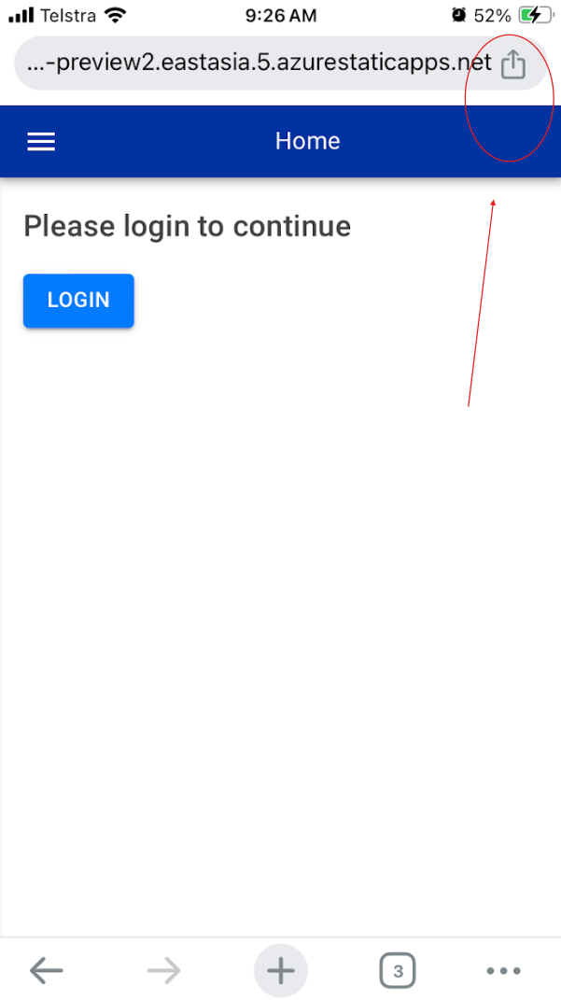 Telstra 9:26 AM 52%
...-preview2.eastasia.5.azurestaticapps.net
Home
Please login to continue
LOGIN
3